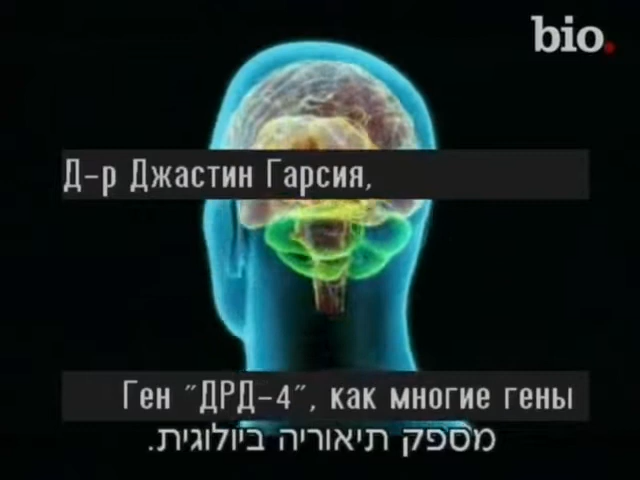 bio.
Д-р Джастин Гарсия,
Ген "ДРД-4", как многие гены
מספק תיאוריה ביולוגית.